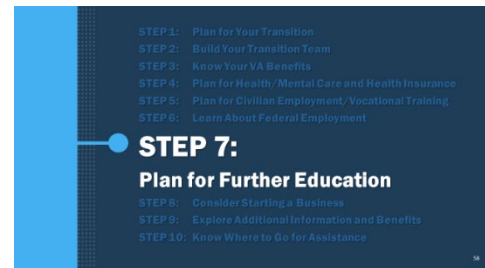 STEP 1: Plan for Your Transition
STEP 2: Build Your Transition Team
STEP 3: Know Your VA Benefits
STEP 4: Plan for Health/Mental Care and Health Insurance
STEP 5: Plan for Civilian Employment/Vocational Training
STEP 6: Learn About Federal Employment
STEP 7:
Plan for Further Education
STEP 8: Consider Starting a Business
STEP 9: Explore Additional Information and Benefits
STEP 10: Know Where to Go for Assistance
58